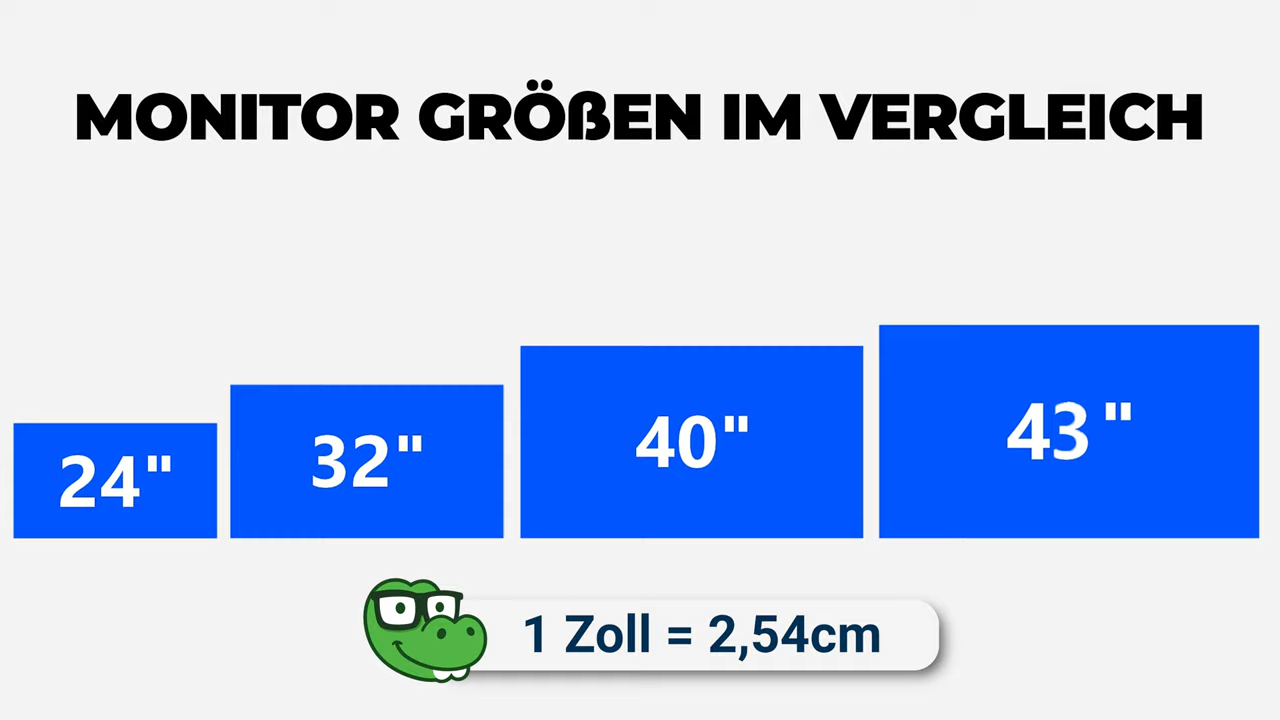 MONITOR GRÖßEN IM VERGLEICH
24"
32"
40"
43"
1 Zoll = 2,54cm